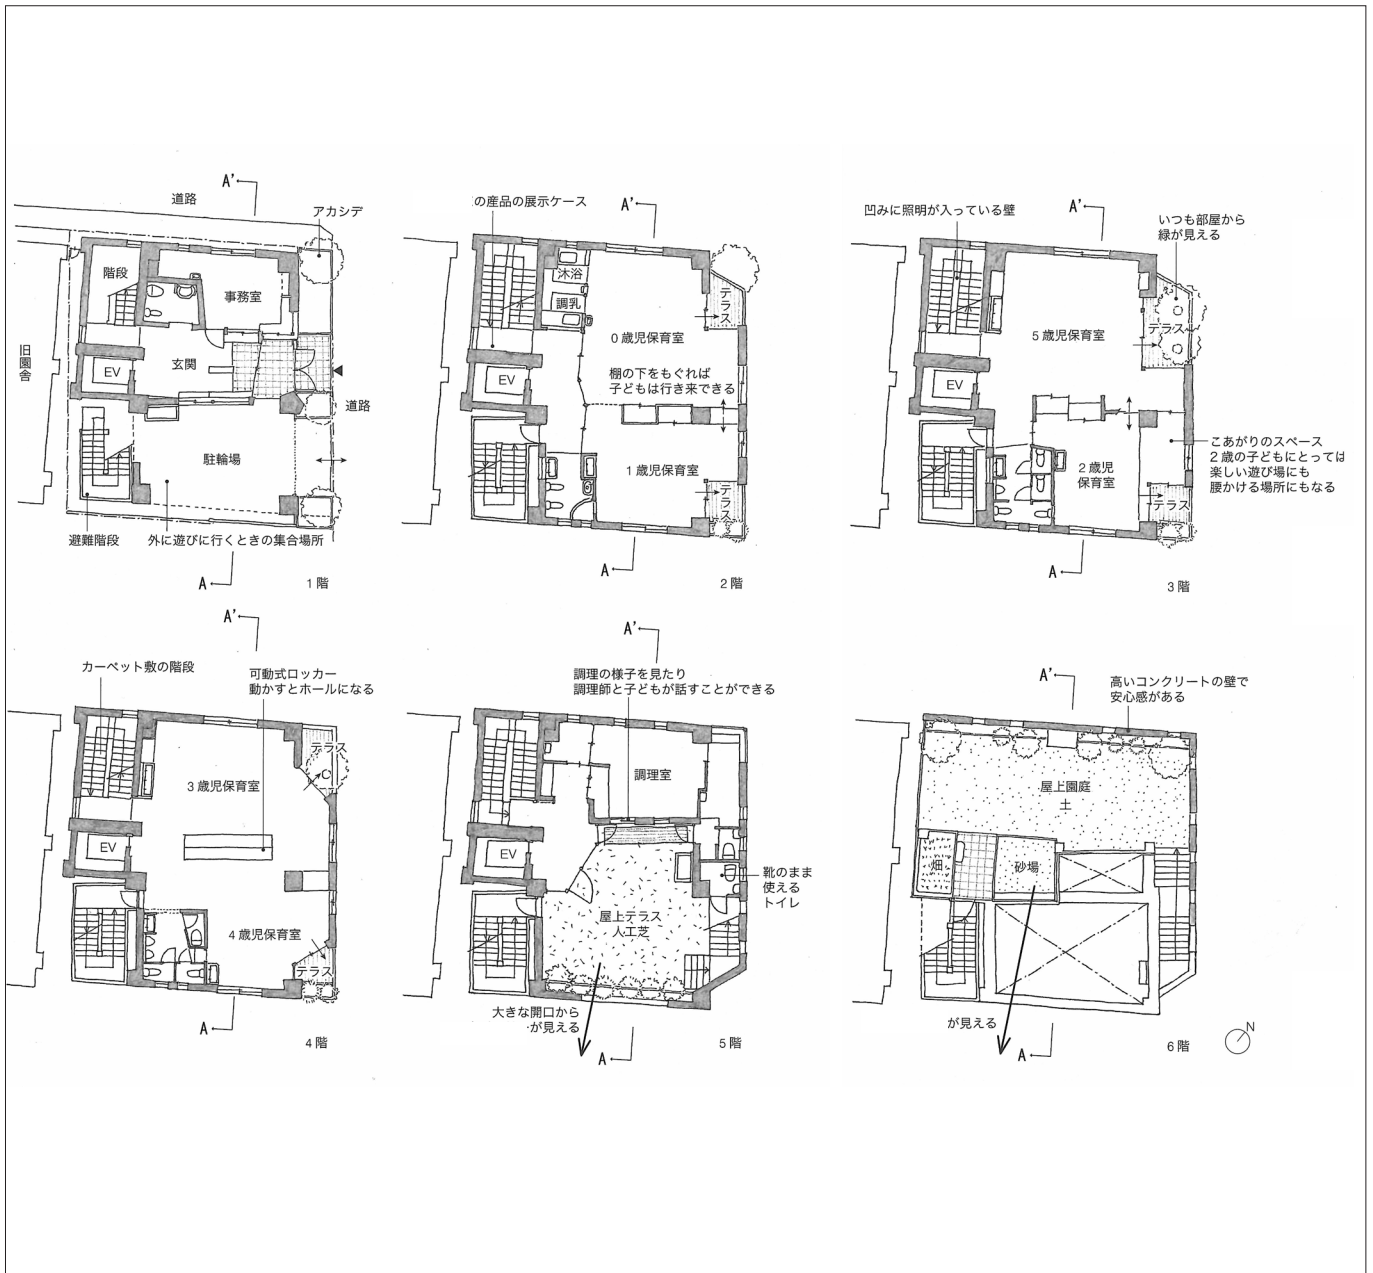 A'
道路
アカシデ
階段
事務室
旧園舎
玄関
EV
道路
駐輪場
避難階段
外に遊びに行くときの集合場所
A
1階
の産品の展示ケース
A'
沐浴
調乳
テラス
0歳児保育室
EV
棚の下をもぐれば
子どもは行き来できる
1歳児保育室
テラス
A
2階
凹みに照明が入っている壁
A'
いつも部屋から
緑が見える
テラス
5歳児保育室
EV
こあがりのスペース
2歳の子どもにとっては
楽しい遊び場にも
腰かける場所にもなる
2歳児
保育室
テラス
A
3階
A'
カーペット敷の階段
可動式ロッカー
動かすとホールになる
テラス
3歳児保育室
EV
4歳児保育室
テラス
A
4階
A'
調理の様子を見たり
調理師と子どもが話すことができる
調理室
EV
靴のまま
使える
トイレ
屋上テラス
人工芝
大きな開口から
が見える
A
5階
A'
高いコンクリートの壁で
安心感がある
屋上園庭
土
畑
砂場
が見える
A
6階
N